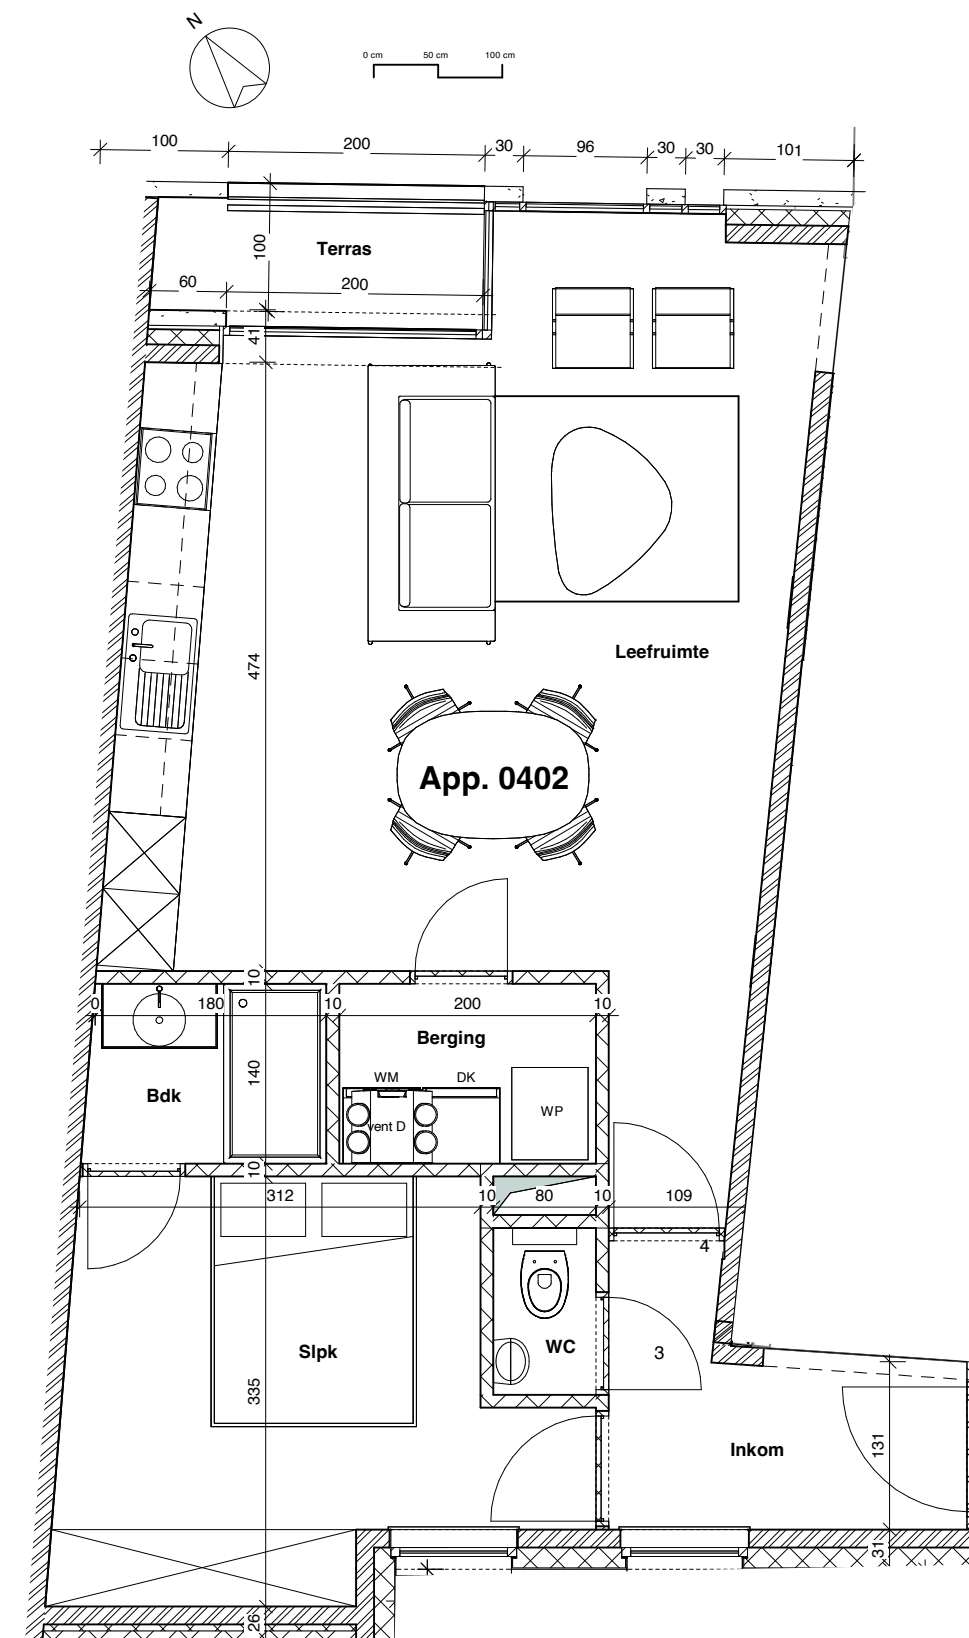 N
0 cm 50 cm 100 cm
100 200 30 96 30 30 101
Terras
100
60 200
41
Leefruimte
474
App. 0402
10
0 180 10 200 10
Berging
140
WM DK
Bdk
WP
vent D
10
312 10 80 10 109
4
WC
Slpk
3
335
Inkom
131
31
26